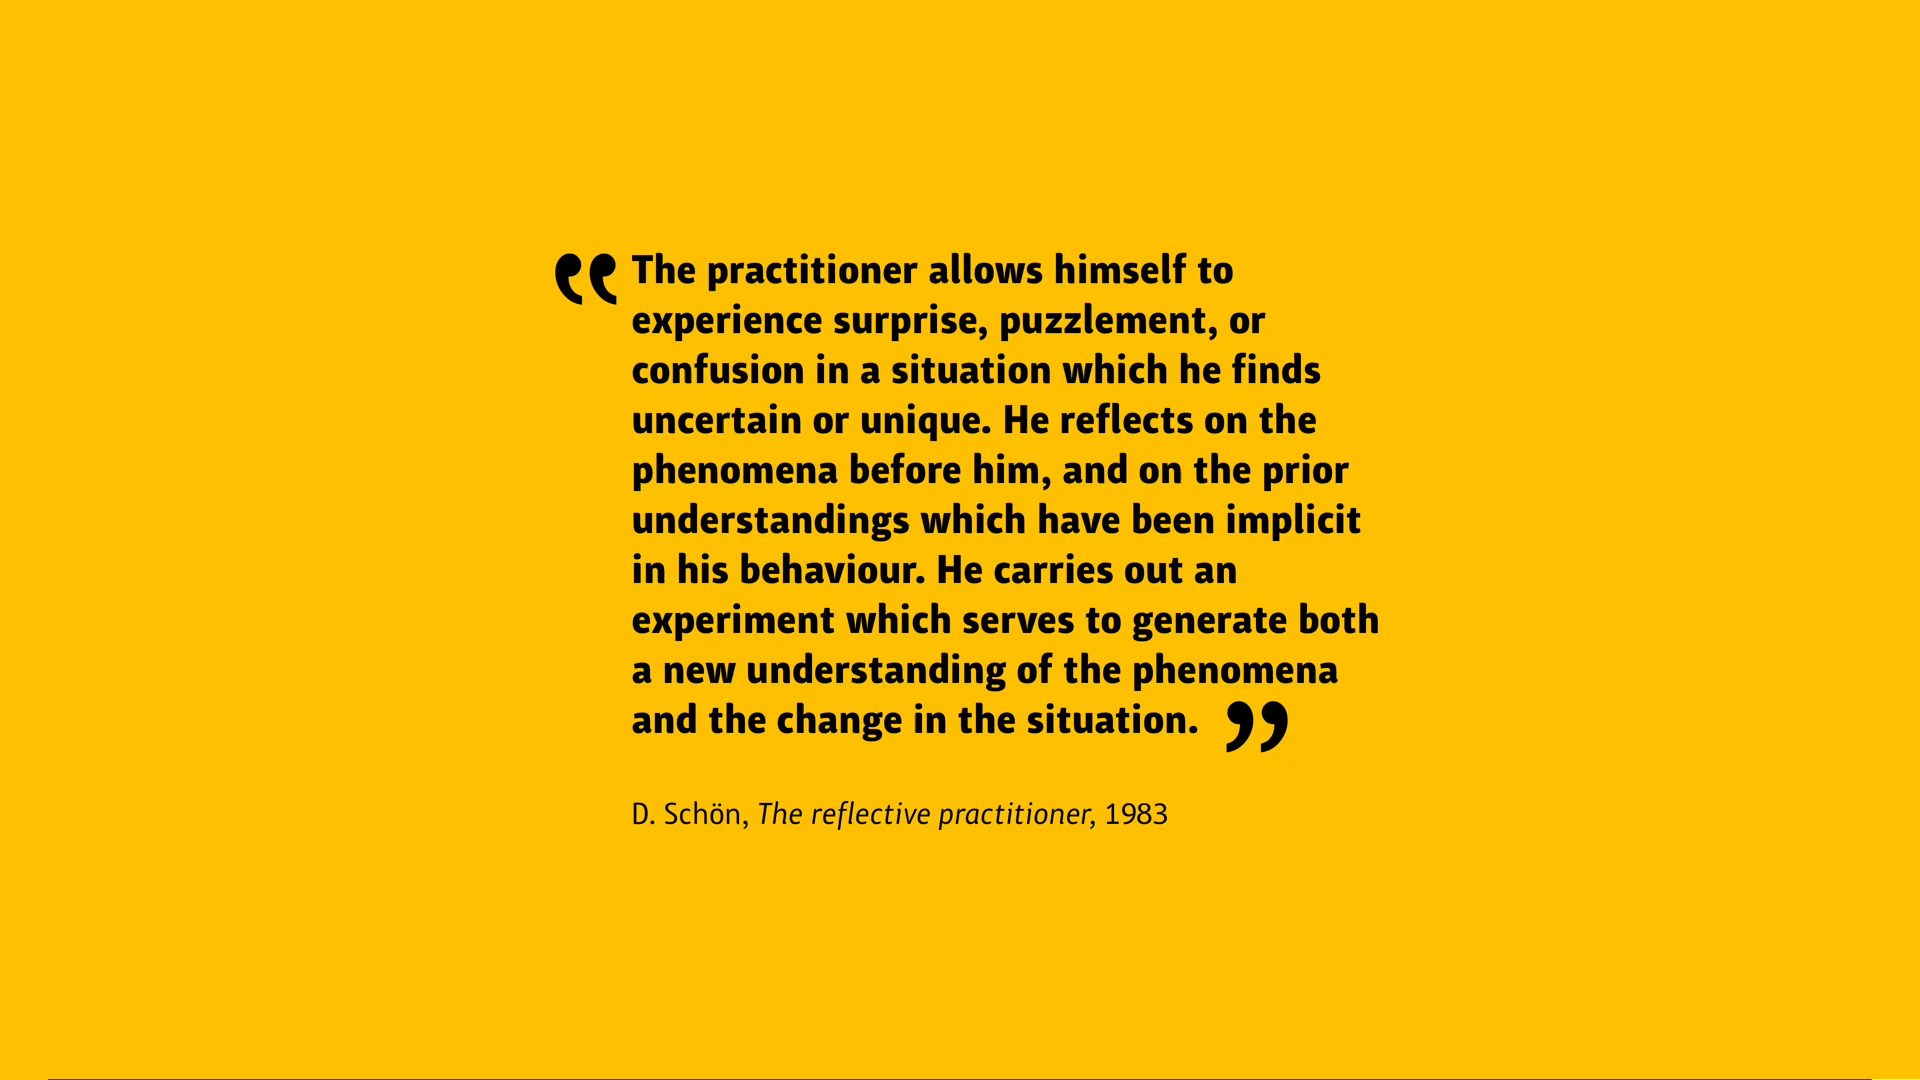 “The practitioner allows himself to
experience surprise, puzzlement, or
confusion in a situation which he finds
uncertain or unique. He reflects on the
phenomena before him, and on the prior
understandings which have been implicit
in his behaviour. He carries out an
experiment which serves to generate both
a new understanding of the phenomena
and the change in the situation. ”
D. Schön, The reflective practitioner, 1983